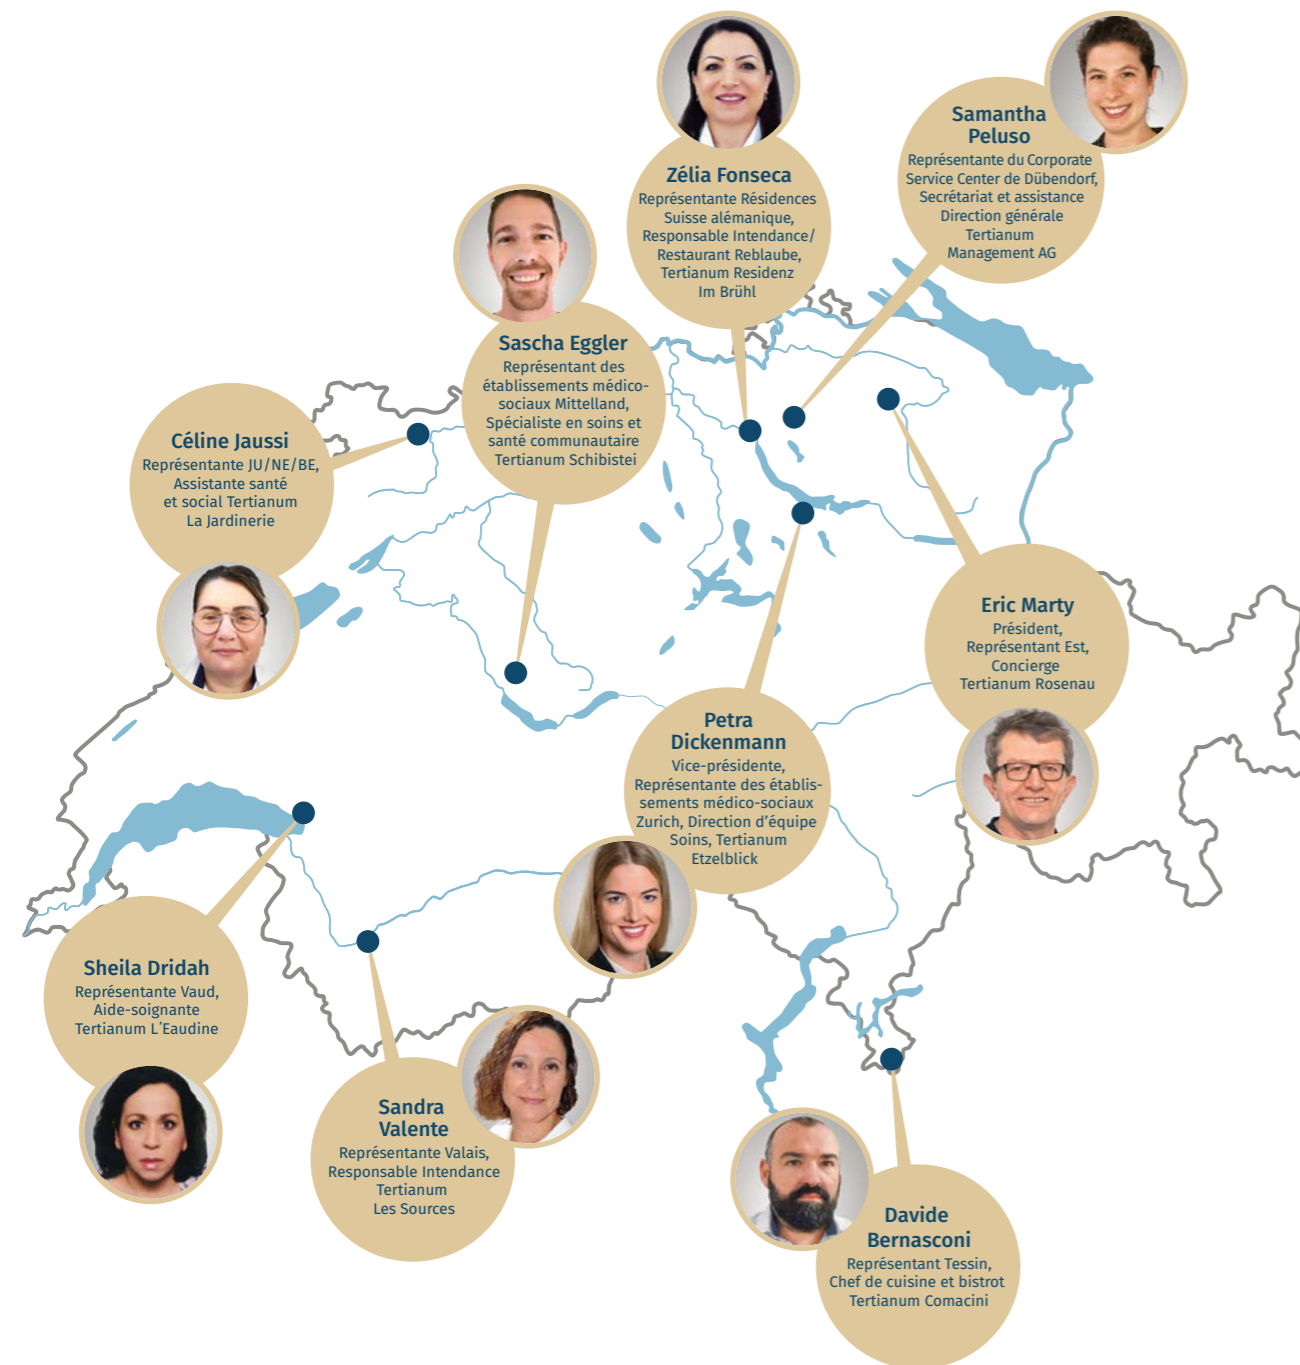 Samantha
Peluso
Représentante du Corporate
Service Center de Dübendorf,
Secrétariat et assistance
Direction générale
Tertianum
Management AG
Zélia Fonseca
Représentante Résidences
Suisse alémanique,
Responsable Intendance/
Restaurant Reblaube,
Tertianum Residenz
Im Brühl
Sascha Eggler
Représentant des
établissements médico-
sociaux Mittelland,
Spécialiste en soins et
santé communautaire
Tertianum Schibistei
Céline Jaussi
Représentante JU/NE/BE,
Assistante santé
et social Tertianum
La Jardinerie
Eric Marty
Président,
Représentant Est,
Concierge
Tertianum Rosenau
Petra
Dickenmann
Vice-présidente,
Représentante des établis-
sements médico-sociaux
Zurich, Direction d'équipe
Soins, Tertianum
Etzelblick
Sheila Dridah
Représentante Vaud,
Aide-soignante
Tertianum L'Eaudine
Sandra
Valente
Représentante Valais,
Responsable Intendance
Tertianum
Les Sources
Davide
Bernasconi
Représentant Tessin,
Chef de cuisine et bistrot
Tertianum Comacini